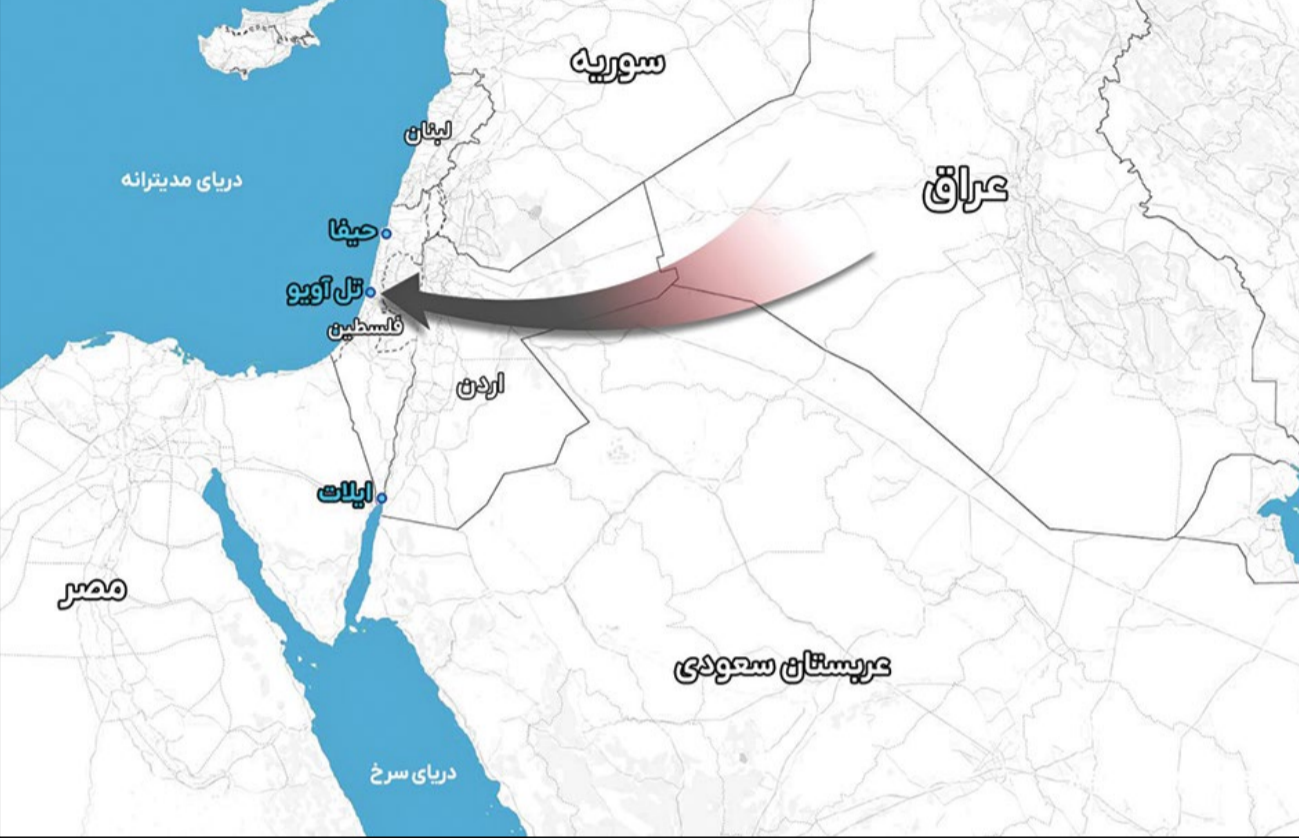 سوریه
لبنان
عراق
دریای مدیترانه
حیفا
تل آویو
فلسطین
اردن
ایلات
مصر
عربستان سعودی
دریای سرخ